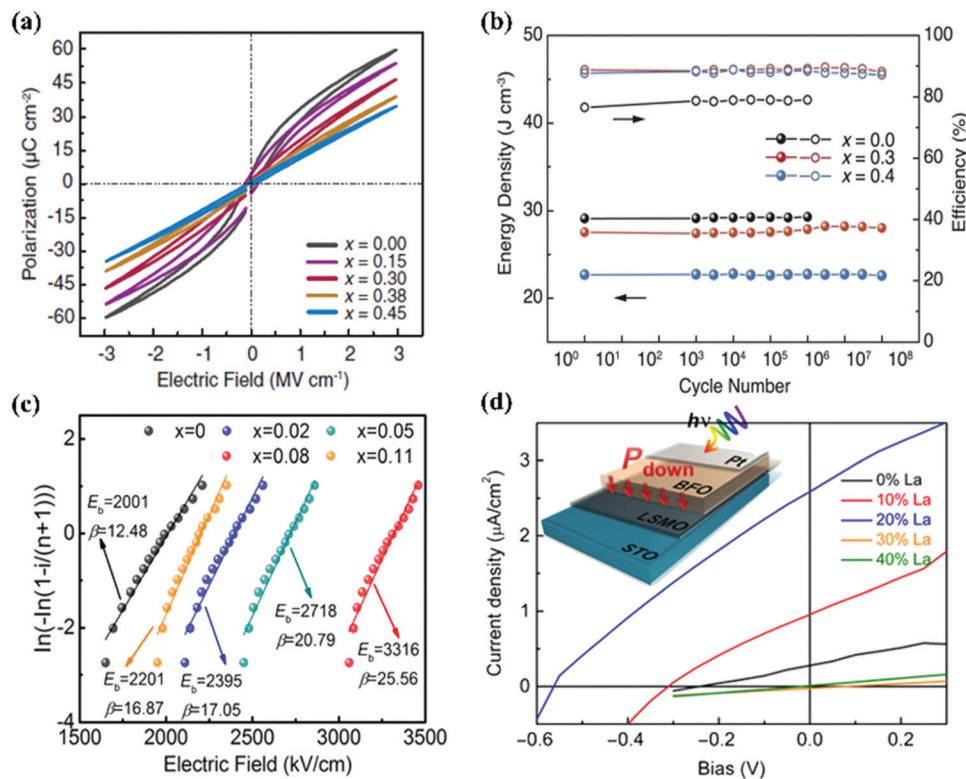 (a)
60
45
30
15
0
-15
-30
-45
-60
Polarization (μC cm⁻²)
x = 0.00
x = 0.15
x = 0.30
x = 0.38
x = 0.45
-3 -2 -1 0 1 2 3
Electric Field (MV cm⁻¹)
(b)
50
40
30
20
Energy Density (J cm⁻³)
100
80
60
40
20
0
Efficiency (%)
x = 0.0
x = 0.3
x = 0.4
10⁰ 10¹ 10² 10³ 10⁴ 10⁵ 10⁶ 10⁷ 10⁸
Cycle Number
(c)
2
0
-2
-4
ln(-ln(1-i/(n+1)))
x=0 x=0.02 x=0.05
x=0.08 x=0.11
Eb=2001
β=12.48
Eb=2718
β=20.79
Eb=3316
β=25.56
Eb=2201
β=16.87
Eb=2395
β=17.05
1500 2000 2500 3000 3500
Electric Field (kV/cm)
(d)
3
2
1
0
Current density (μA/cm²)
hν
P down
Pt
BFO
LSMO
STO
0% La
10% La
20% La
30% La
40% La
-0.6 -0.4 -0.2 0.0 0.2
Bias (V)